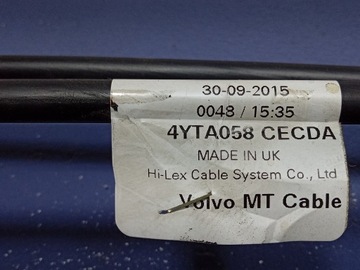 30-09-2015
0048 / 15:35
4YTA058 CECDA
MADE IN UK
Hi-Lex Cable System Co., Ltd
Volvo MT Cable